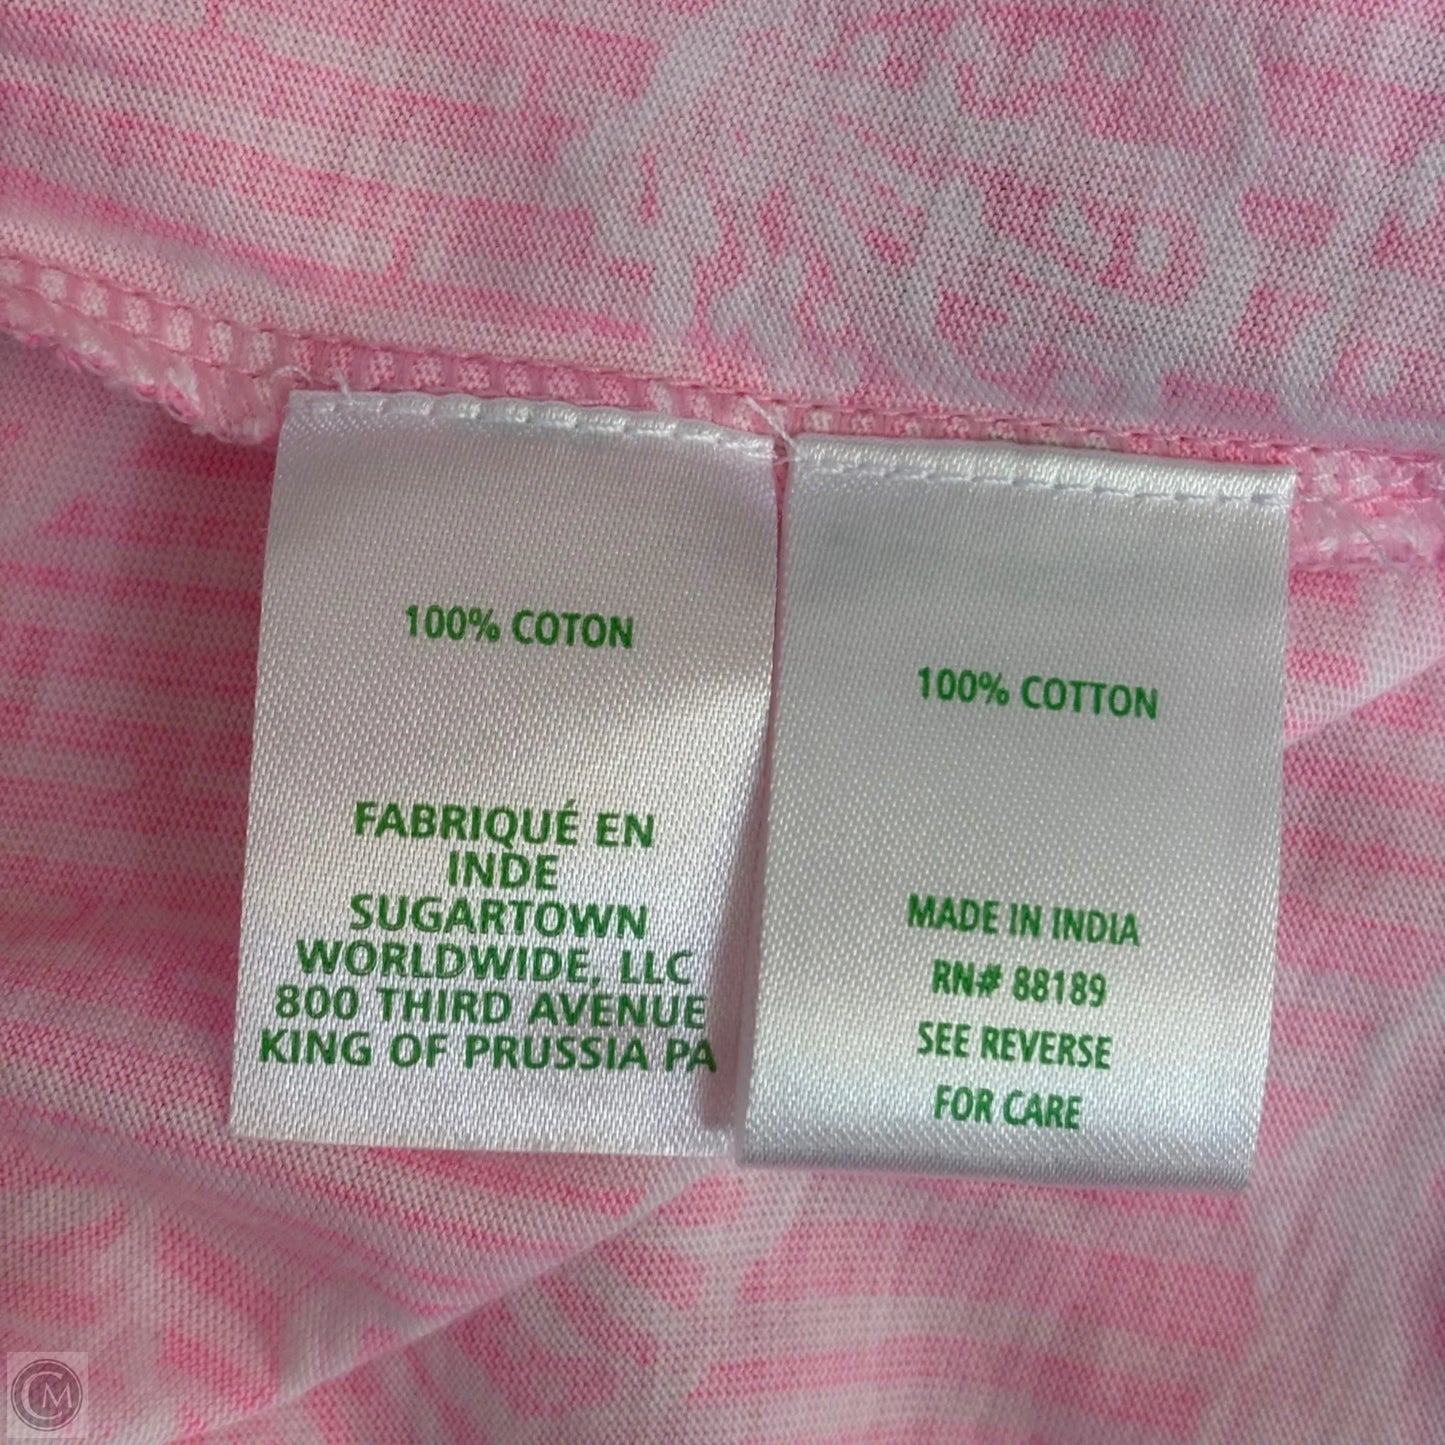 100% COTON
FABRIQUÉ EN
INDE
SUGARTOWN
WORLDWIDE, LLC
800 THIRD AVENUE
KING OF PRUSSIA PA
100% COTTON
MADE IN INDIA
RN# 88189
SEE REVERSE
FOR CARE
CM